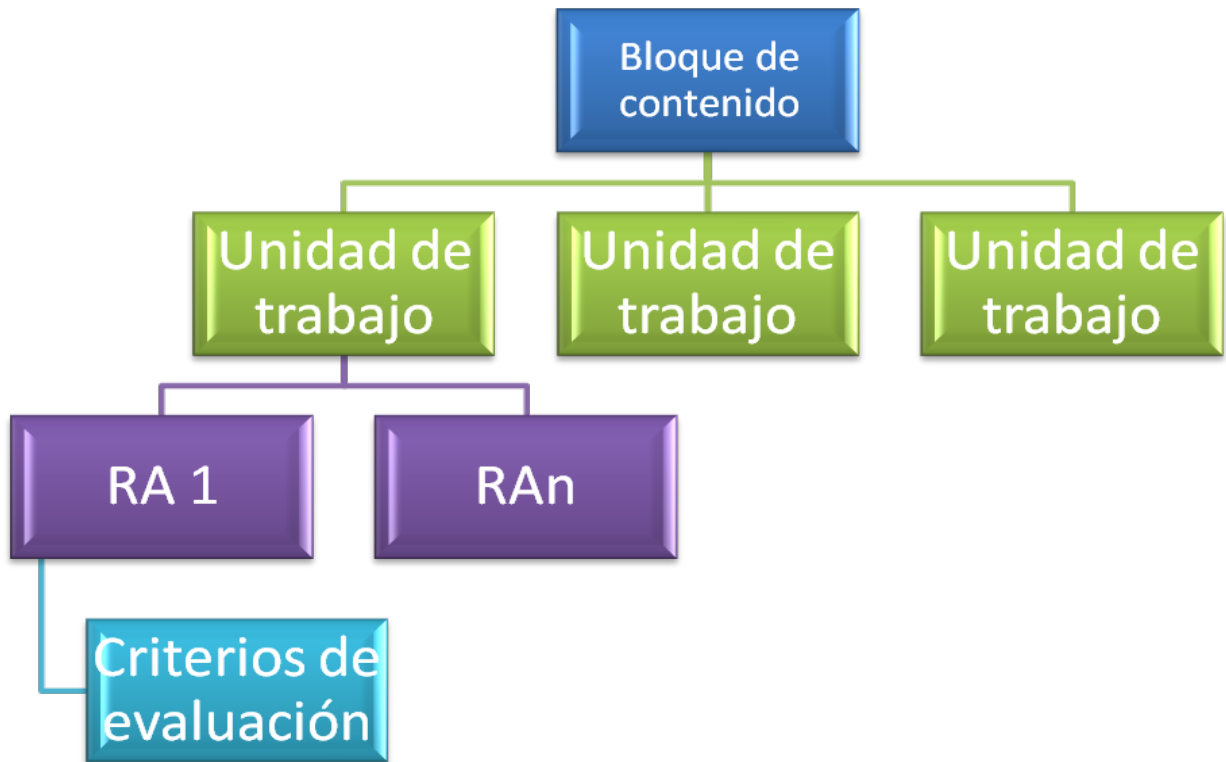 Bloque de
contenido
Unidad de
trabajo
Unidad de
trabajo
Unidad de
trabajo
RA 1
RAn
Criterios de
evaluación